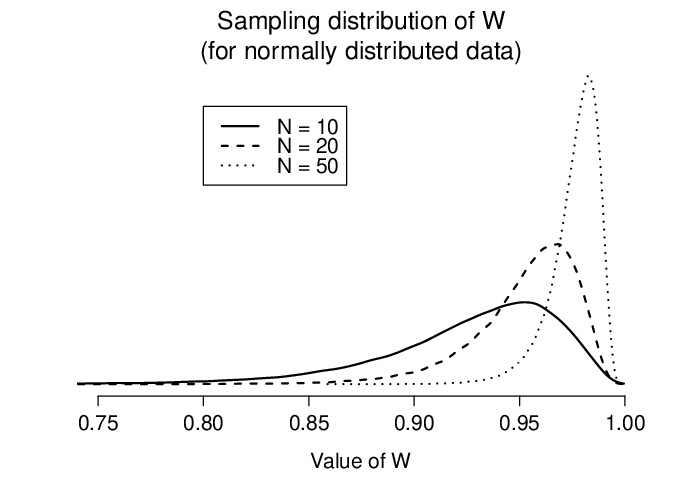 Sampling distribution of W
(for normally distributed data)
N = 10
N = 20
N = 50
0.75 0.80 0.85 0.90 0.95 1.00
Value of W